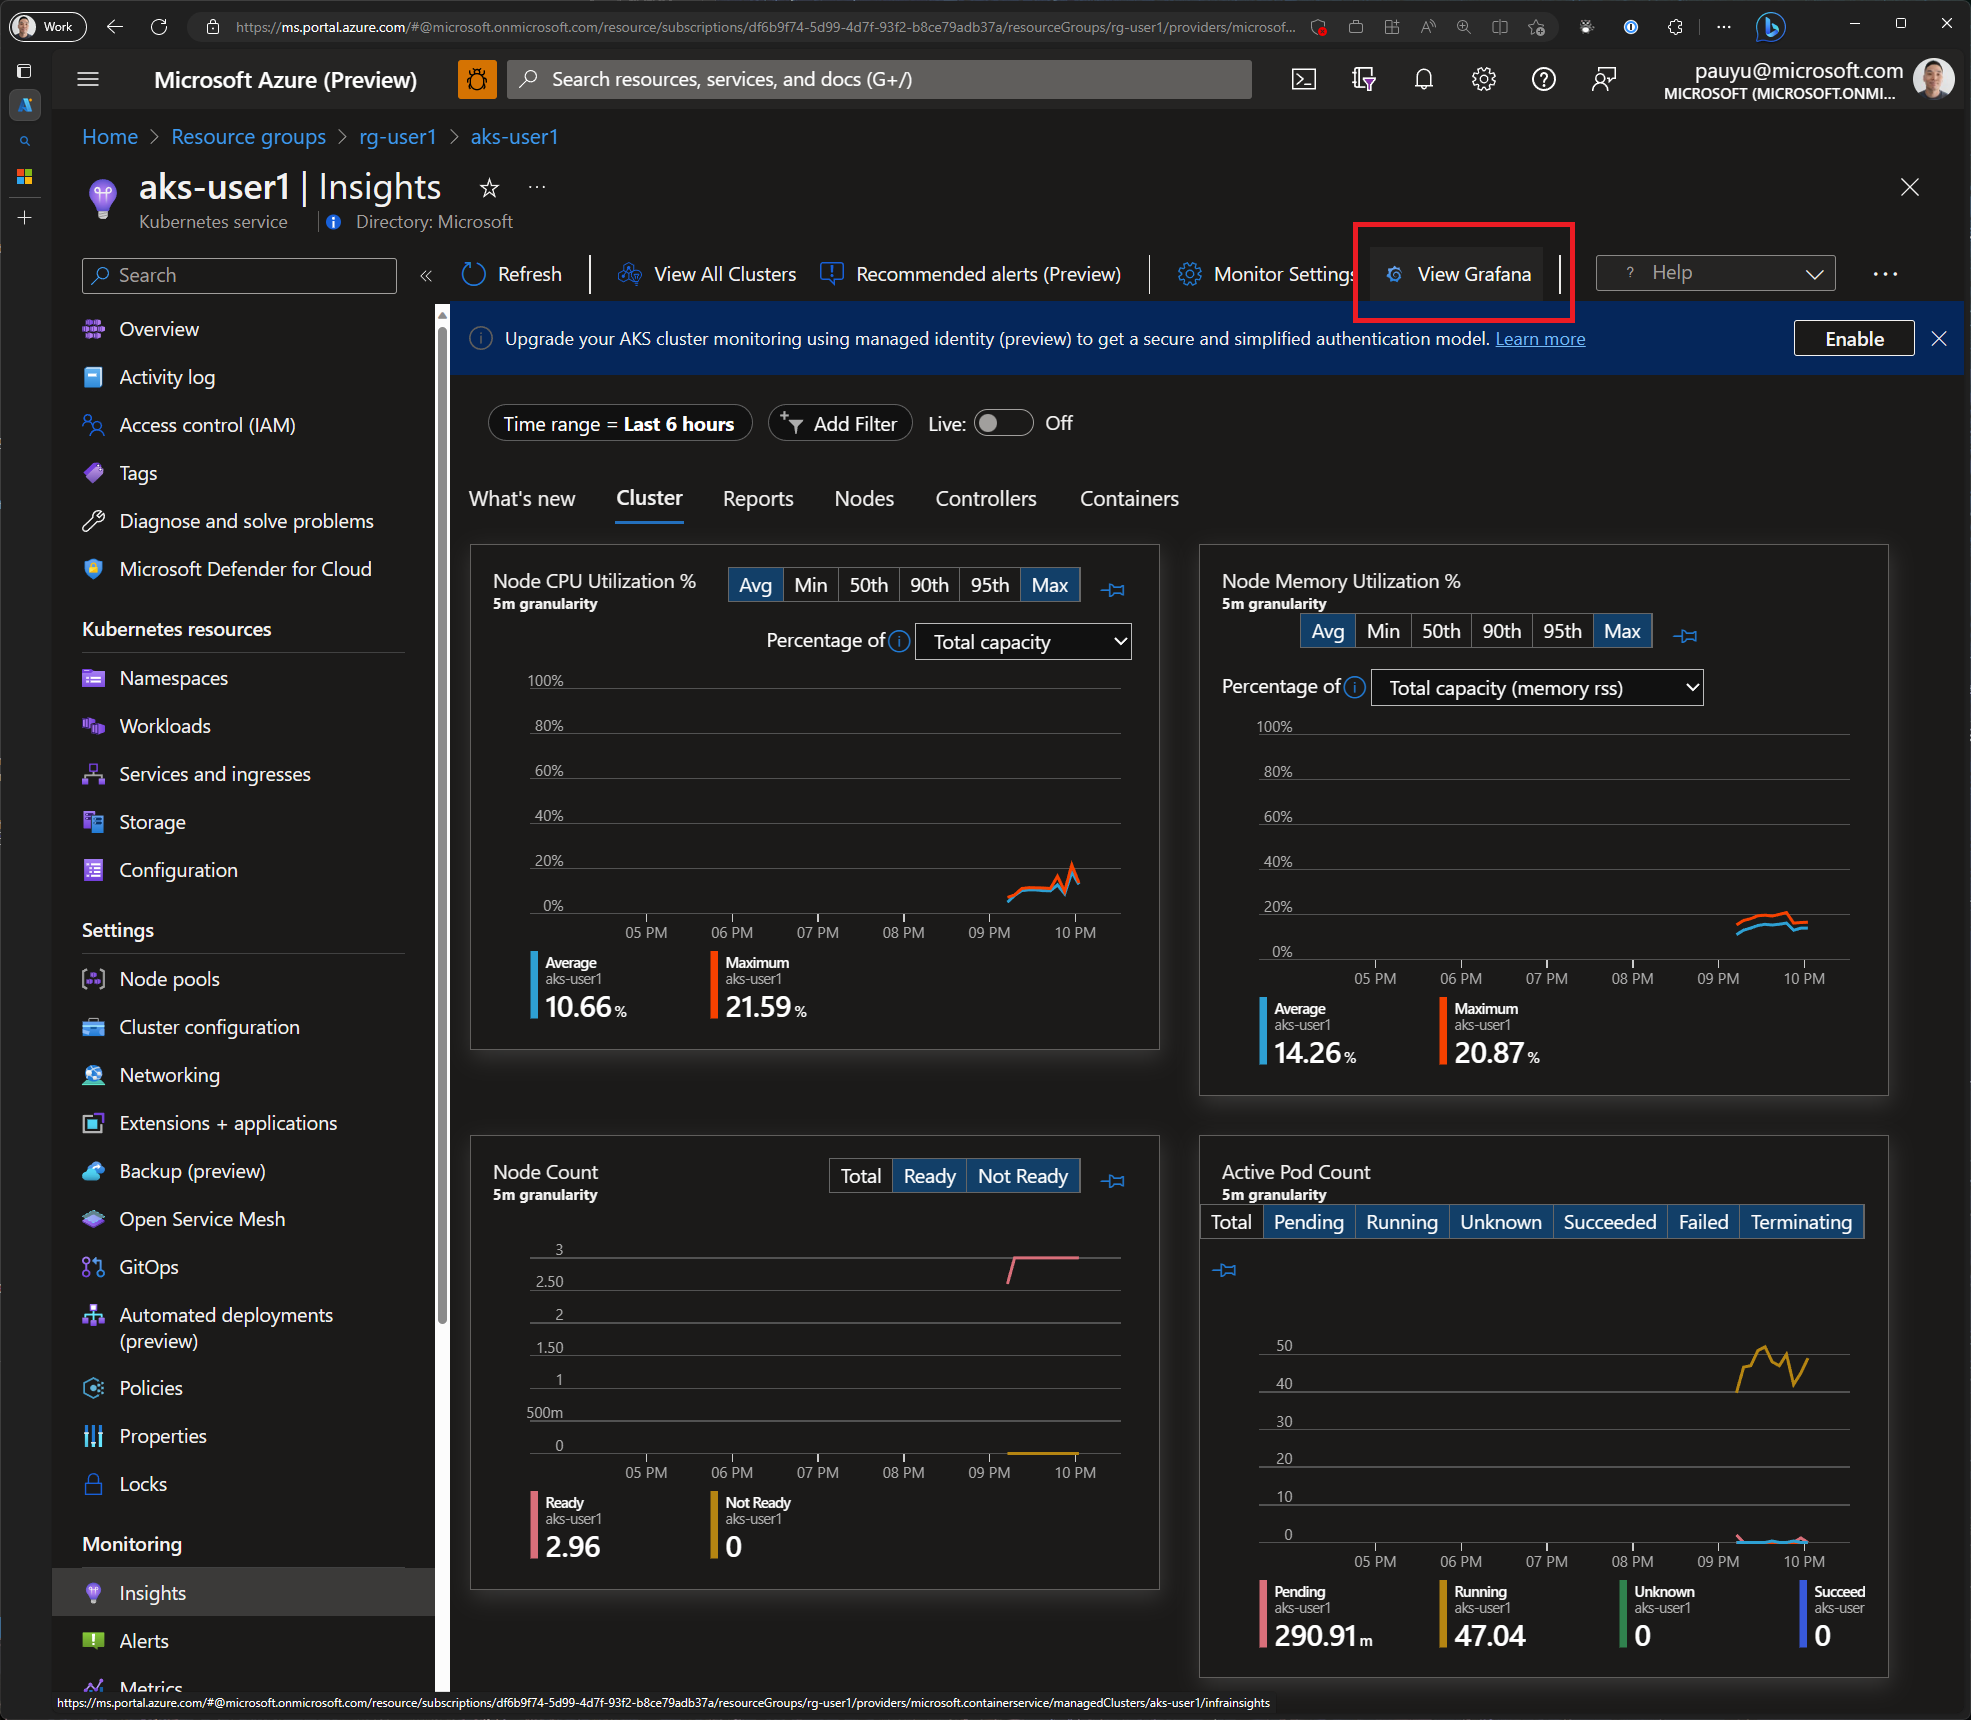 Work
https://ms.portal.azure.com/#@microsoft.onmicrosoft.com/resource/subscriptions/df6b9f74-5d99-4d7f-93f2-b8ce79adb37a/resourceGroups/rg-user1/providers/microsof...
Microsoft Azure (Preview)
Search resources, services, and docs (G+/)
pauyu@microsoft.com
MICROSOFT (MICROSOFT.ONMI...
Home > Resource groups > rg-user1 > aks-user1
aks-user1 | Insights
Kubernetes service
Directory: Microsoft
Search
Refresh
View All Clusters
Recommended alerts (Preview)
Monitor Settings
View Grafana
? Help
Upgrade your AKS cluster monitoring using managed identity (preview) to get a secure and simplified authentication model. Learn more
Enable
Overview
Activity log
Access control (IAM)
Tags
Diagnose and solve problems
Microsoft Defender for Cloud
Kubernetes resources
Namespaces
Workloads
Services and ingresses
Storage
Configuration
Settings
Node pools
Cluster configuration
Networking
Extensions + applications
Backup (preview)
Open Service Mesh
GitOps
Automated deployments
(preview)
Policies
Properties
Locks
Monitoring
Insights
Alerts
Metrics
Time range = Last 6 hours
Add Filter
Live:
Off
What's new
Cluster
Reports
Nodes
Controllers
Containers
Node CPU Utilization %
5m granularity
Avg Min 50th 90th 95th Max
Percentage of
Total capacity
100%
80%
60%
40%
20%
0%
05 PM 06 PM 07 PM 08 PM 09 PM 10 PM
Average
aks-user1
10.66 %
Maximum
aks-user1
21.59 %
Node Memory Utilization %
5m granularity
Avg Min 50th 90th 95th Max
Percentage of
Total capacity (memory rss)
100%
80%
60%
40%
20%
0%
05 PM 06 PM 07 PM 08 PM 09 PM 10 PM
Average
aks-user1
14.26 %
Maximum
aks-user1
20.87 %
Node Count
5m granularity
Total Ready Not Ready
3
2.50
2
1.50
1
500m
0
05 PM 06 PM 07 PM 08 PM 09 PM 10 PM
Ready
aks-user1
2.96
Not Ready
aks-user1
0
Active Pod Count
5m granularity
Total Pending Running Unknown Succeeded Failed Terminating
50
40
30
20
10
0
05 PM 06 PM 07 PM 08 PM 09 PM 10 PM
Pending
aks-user1
290.91 m
Running
aks-user1
47.04
Unknown
aks-user1
0
Succeed
aks-user
0
https://ms.portal.azure.com/#@microsoft.onmicrosoft.com/resource/subscriptions/df6b9f74-5d99-4d7f-93f2-b8ce79adb37a/resourceGroups/rg-user1/providers/microsoft.containerservice/managedClusters/aks-user1/infrainsights